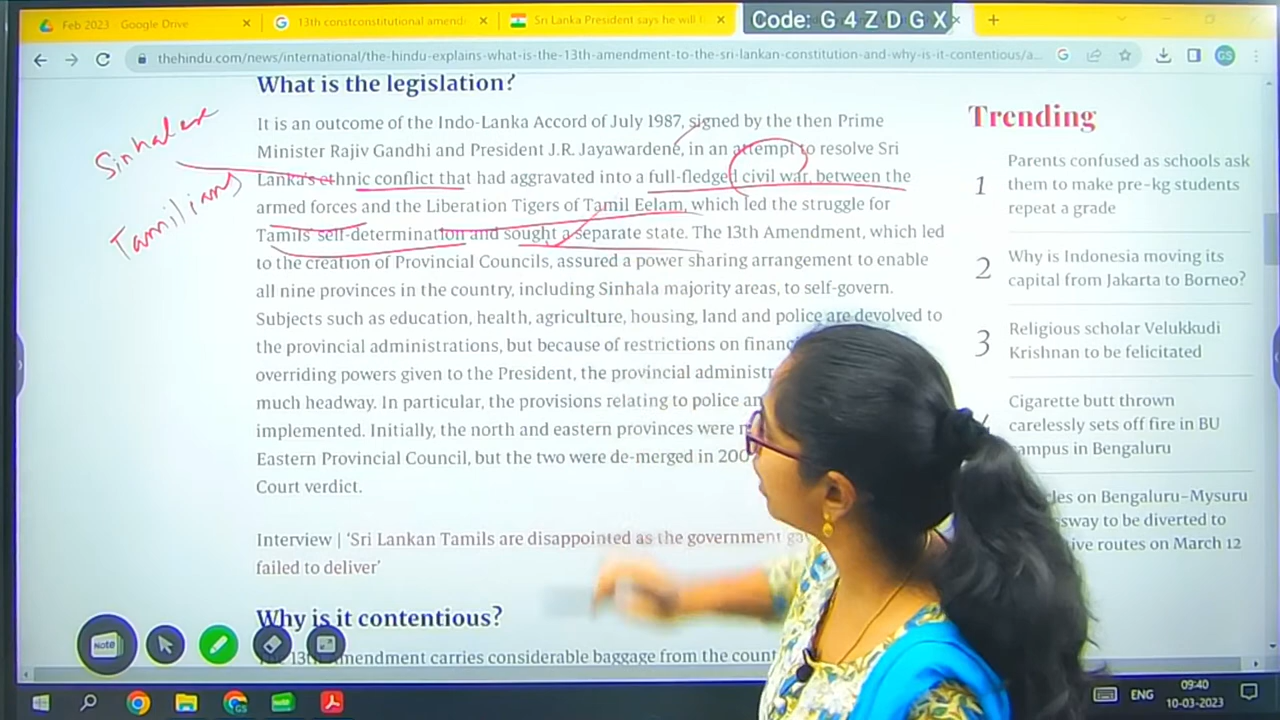 Feb 2023 Google Drive
13th constconstitutional amend
Sri Lanka President says he will
Code: G 4 Z D G X
thehindu.com/news/international/the-hindu-explains-what-is-the-13th-amendment-to-the-sri-lankan-constitution-and-why-is-it-contentious/a...
GS
What is the legislation?
It is an outcome of the Indo-Lanka Accord of July 1987, signed by the then Prime
Minister Rajiv Gandhi and President J.R. Jayawardene, in an attempt to resolve Sri
Lanka's ethnic conflict that had aggravated into a full-fledged civil war, between the
armed forces and the Liberation Tigers of Tamil Eelam, which led the struggle for
Tamils' self-determination and sought a separate state. The 13th Amendment, which led
to the creation of Provincial Councils, assured a power sharing arrangement to enable
all nine provinces in the country, including Sinhala majority areas, to self-govern.
Subjects such as education, health, agriculture, housing, land and police are devolved to
the provincial administrations, but because of restrictions on financ
overriding powers given to the President, the provincial administr
much headway. In particular, the provisions relating to police an
implemented. Initially, the north and eastern provinces were
Eastern Provincial Council, but the two were de-merged in 200
Court verdict.
Interview | 'Sri Lankan Tamils are disappointed as the government ga
failed to deliver'
Why is it contentious?
13th Amendment carries considerable baggage from the coun
Sinhalese
Tamilians
Trending
1
Parents confused as schools ask
them to make pre-kg students
repeat a grade
2
Why is Indonesia moving its
capital from Jakarta to Borneo?
3
Religious scholar Velukkudi
Krishnan to be felicitated
Cigarette butt thrown
carelessly sets off fire in BU
ampus in Bengaluru
les on Bengaluru–Mysuru
sway to be diverted to
ive routes on March 12
Note
GS
ENG
09:40
10-03-2023